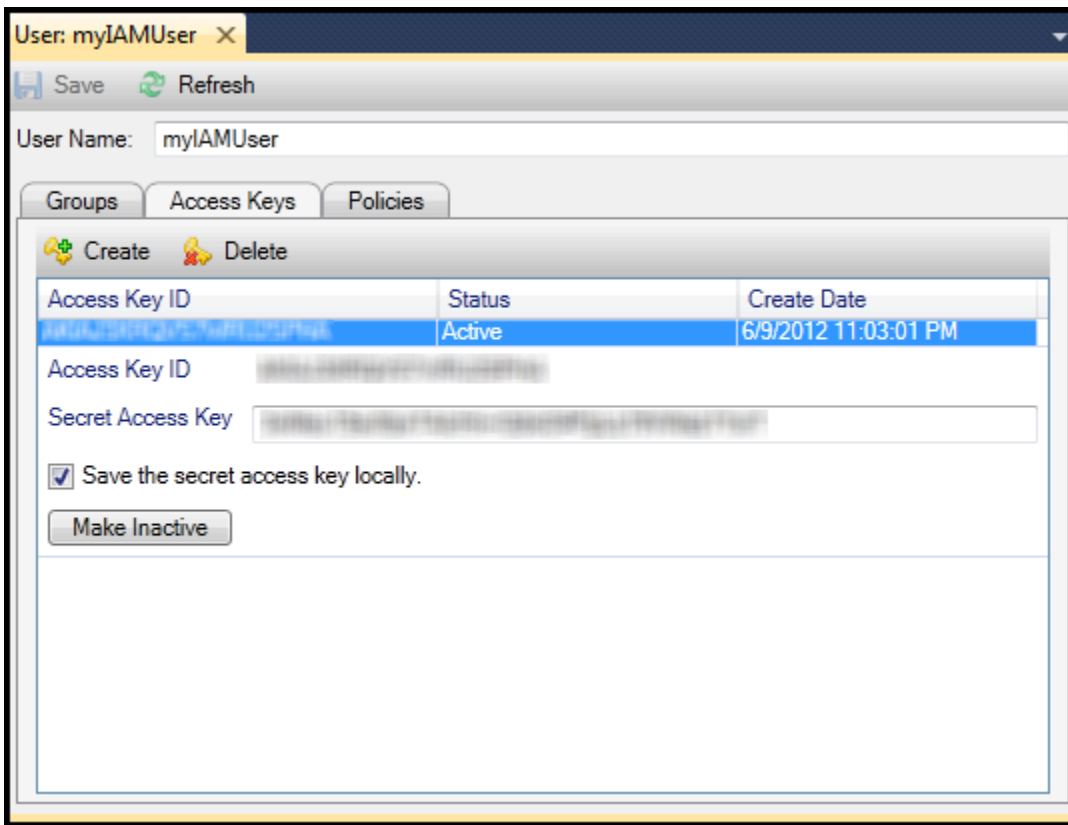 User: myIAMUser
Save Refresh
User Name: myIAMUser
Groups Access Keys Policies
Create Delete
Access Key ID Status Create Date
Active 6/9/2012 11:03:01 PM
Access Key ID
Secret Access Key
Save the secret access key locally.
Make Inactive